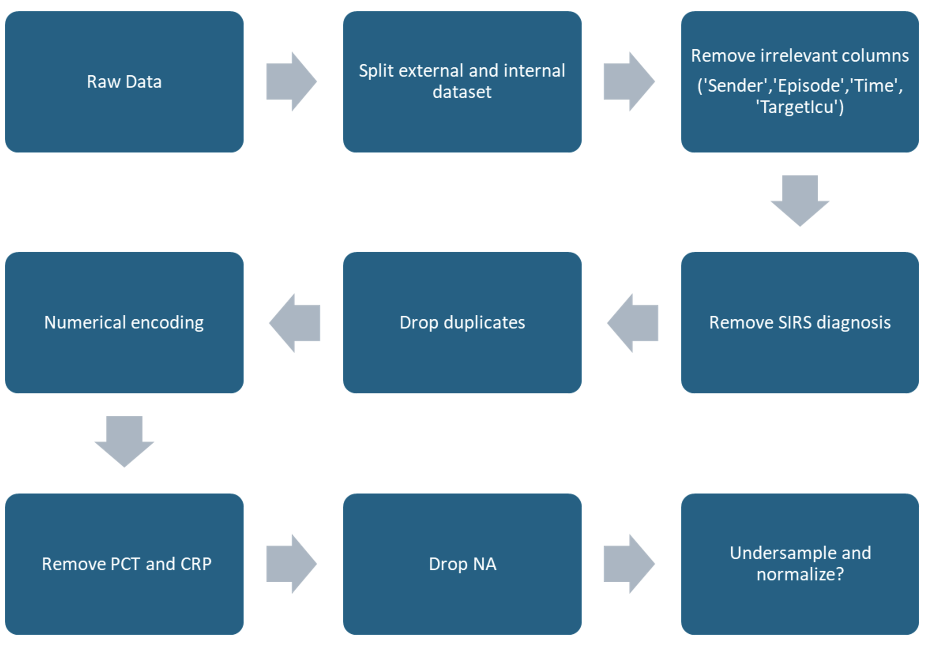 Raw Data
Split external and internal
dataset
Remove irrelevant columns
('Sender','Episode','Time',
'TargetIcu')
Remove SIRS diagnosis
Drop duplicates
Numerical encoding
Remove PCT and CRP
Drop NA
Undersample and
normalize?